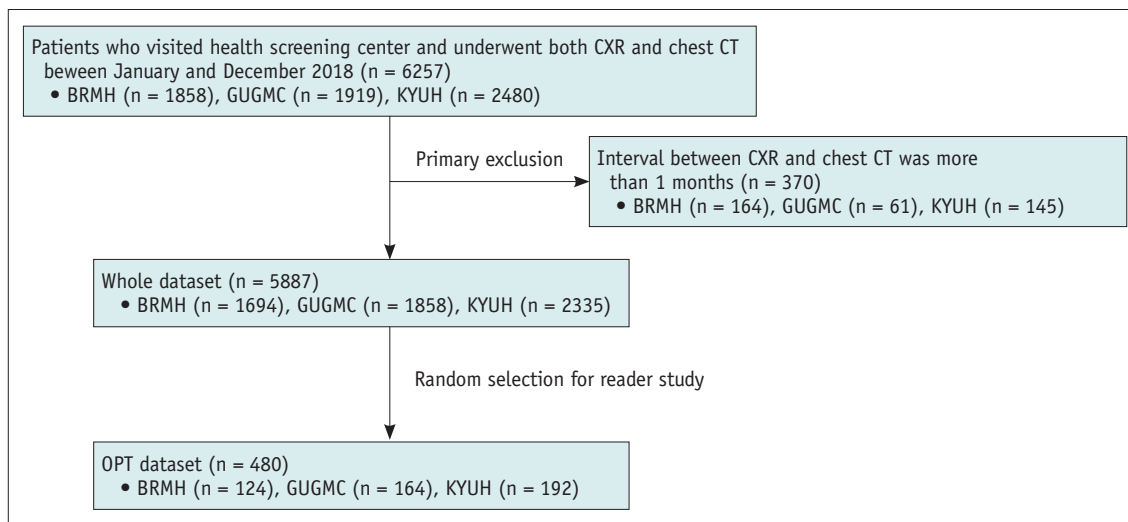 Patients who visited health screening center and underwent both CXR and chest CT
beween January and December 2018 (n = 6257)
• BRMH (n = 1858), GUGMC (n = 1919), KYUH (n = 2480)
Primary exclusion
Interval between CXR and chest CT was more
than 1 months (n = 370)
• BRMH (n = 164), GUGMC (n = 61), KYUH (n = 145)
Whole dataset (n = 5887)
• BRMH (n = 1694), GUGMC (n = 1858), KYUH (n = 2335)
Random selection for reader study
OPT dataset (n = 480)
• BRMH (n = 124), GUGMC (n = 164), KYUH (n = 192)